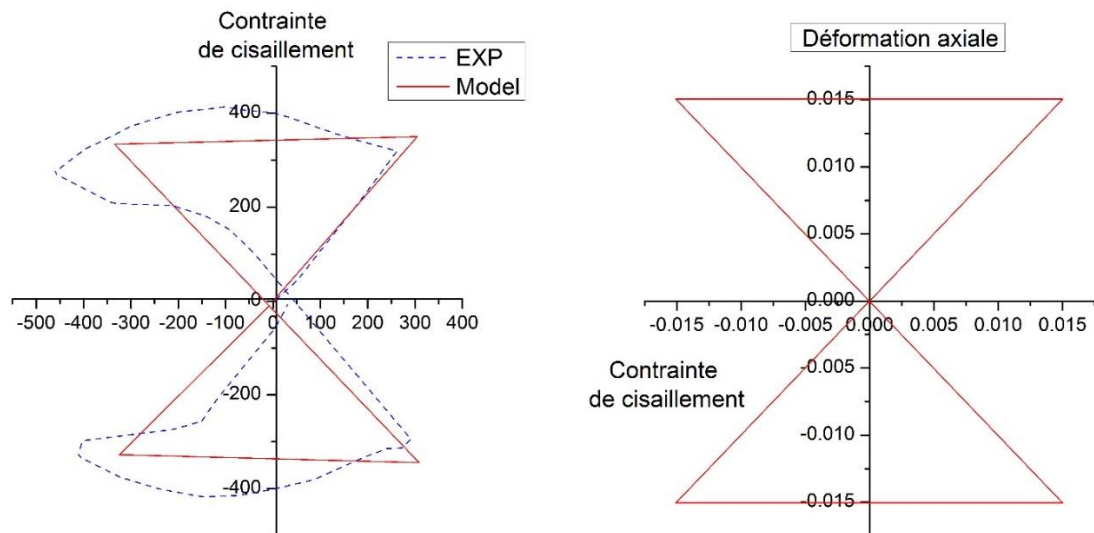 Contrainte
de cisaillement
EXP
Model
400
200
0
-500 -400 -300 -200 -100 0 100 200 300 400
-200
-400
Déformation axiale
0.015
0.010
0.005
0.000
-0.015 -0.010 -0.005 0.000 0.005 0.010 0.015
-0.005
Contrainte
de cisaillement
-0.010
-0.015